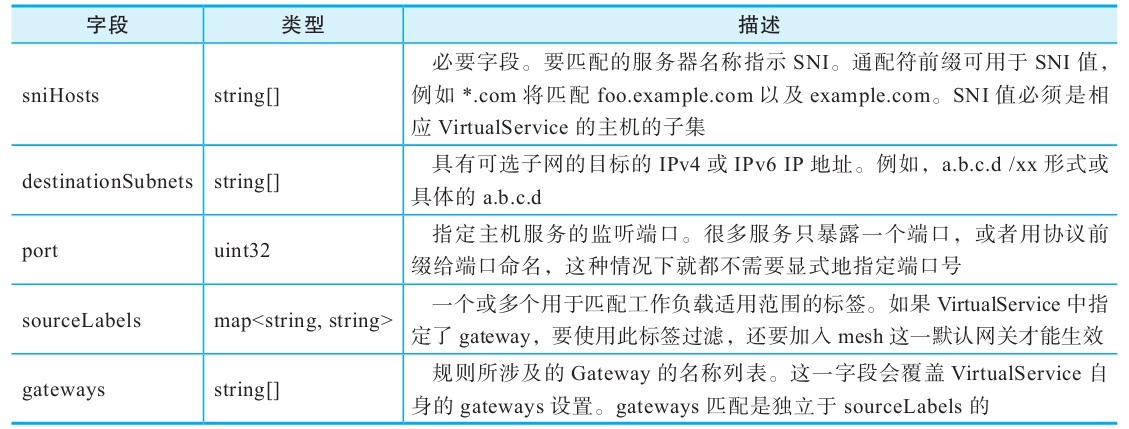 字段 类型 描述
必要字段。要匹配的服务器名称指示 SNI。通配符前缀可用于 SNI 值，
sniHosts string[] 例如 *.com 将匹配 foo.example.com 以及 example.com。SNI 值必须是相
应 VirtualService 的主机的子集
具有可选子网的目标的 IPv4 或 IPv6 IP 地址。例如，a.b.c.d /xx 形式或
destinationSubnets string[]
具体的 a.b.c.d
指定主机服务的监听端口。很多服务只暴露一个端口，或者用协议前
port uint32
缀给端口命名，这种情况下就都不需要显式地指定端口号
一个或多个用于匹配工作负载适用范围的标签。如果 VirtualService 中指
sourceLabels map<string, string>
定了 gateway，要使用此标签过滤，还要加入 mesh 这一默认网关才能生效
规则所涉及的 Gateway 的名称列表。这一字段会覆盖 VirtualService 自
gateways string[]
身的 gateways 设置。gateways 匹配是独立于 sourceLabels 的